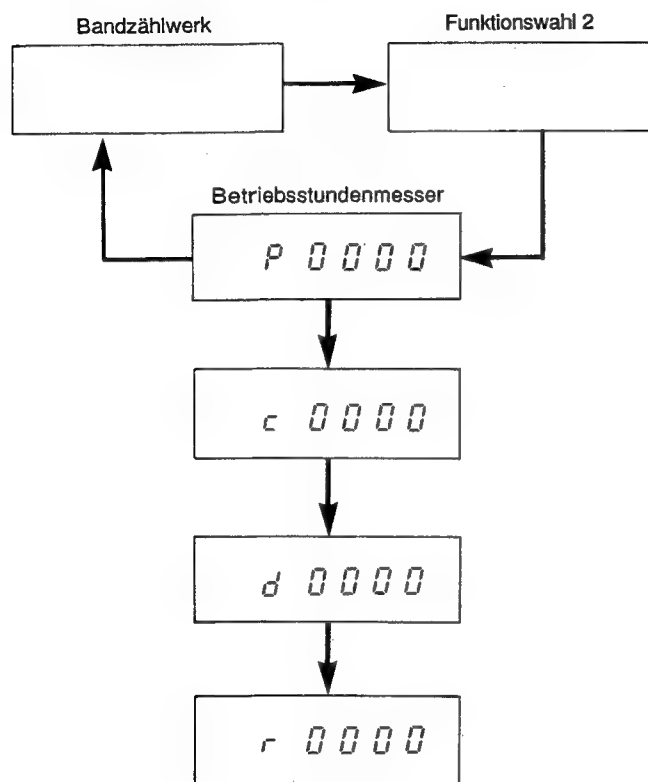 Bandzählwerk
Funktionswahl 2
Betriebsstundenmesser
P 0000
c 0000
d 0000
r 0000